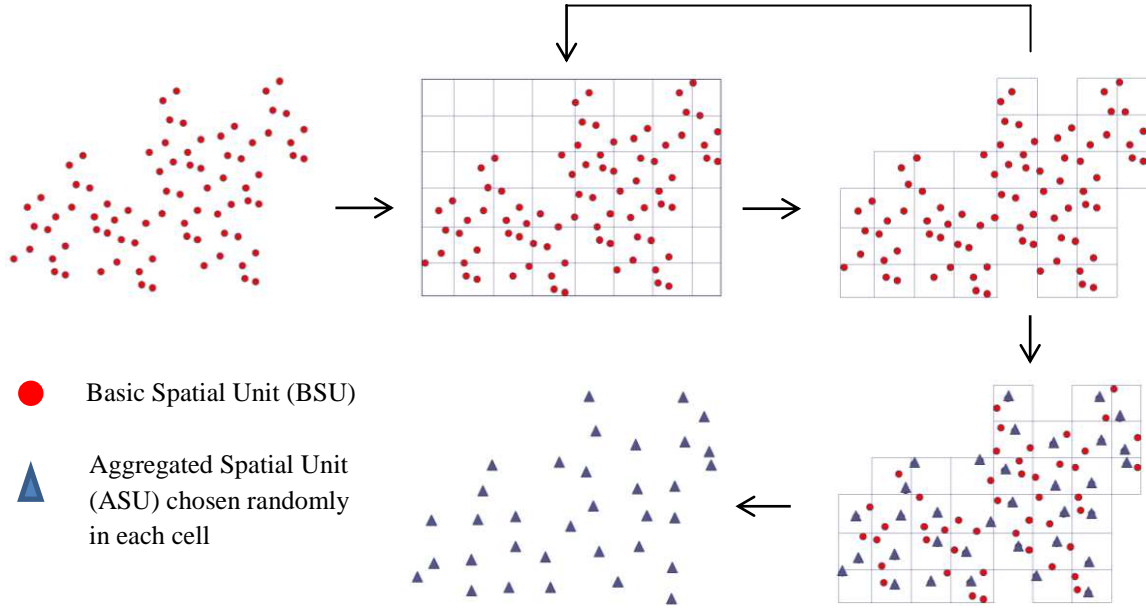 Basic Spatial Unit (BSU)
Aggregated Spatial Unit
(ASU) chosen randomly
in each cell